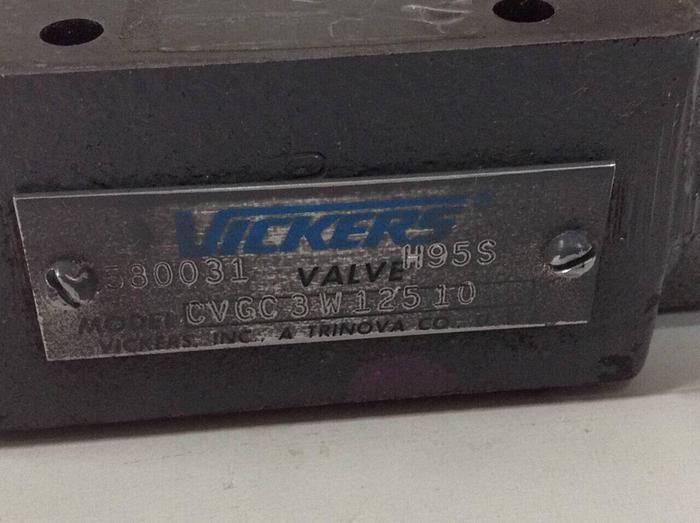 VICKERS®
580031 VALVE H95S
MODEL CVGC 3 W 125 10
VICKERS, INC., A TRINOVA CO.